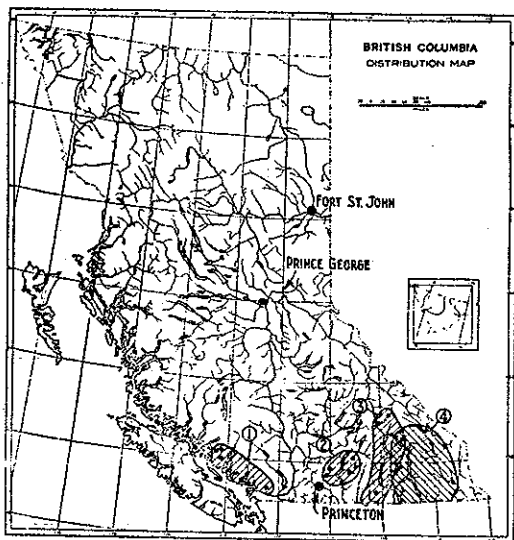 BRITISH COLUMBIA
DISTRIBUTION MAP
FORT ST. JOHN
PRINCE GEORGE
③
④
①
②
PRINCETON